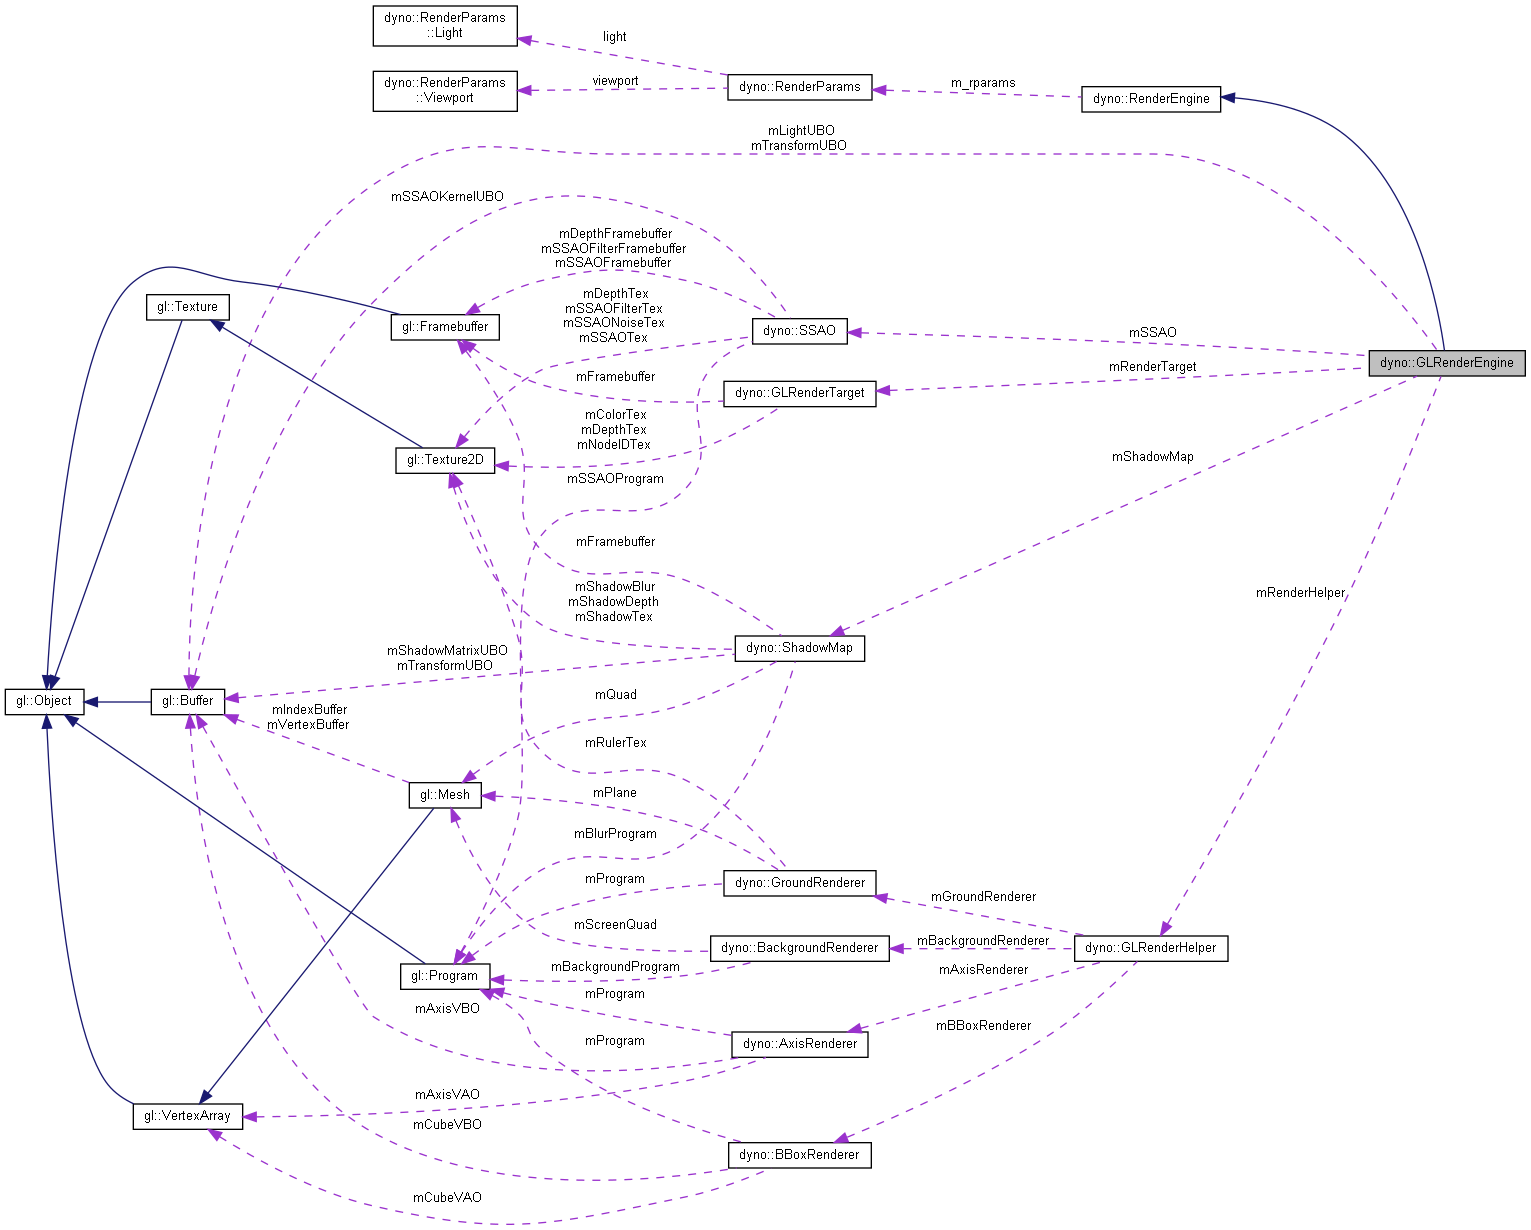 dyno::RenderParams
::Light
light
dyno::RenderParams
::Viewport
viewport
dyno::RenderParams
m_rparams
dyno::RenderEngine
mLightUBO
mTransformUBO
mSSAOKernelUBO
mDepthFramebuffer
mSSAOFilterFramebuffer
mSSAOFramebuffer
gl::Texture
mDepthTex
mSSAOFilterTex
mSSAONoiseTex
mSSAOTex
gl::Framebuffer
dyno::SSAO
mSSAO
dyno::GLRenderEngine
mFramebuffer
dyno::GLRenderTarget
mRenderTarget
mColorTex
mDepthTex
mNodeIDTex
gl::Texture2D
mSSAOProgram
mShadowMap
mFramebuffer
mShadowBlur
mShadowDepth
mShadowTex
mRenderHelper
dyno::ShadowMap
mShadowMatrixUBO
mTransformUBO
gl::Object
gl::Buffer
mQuad
mIndexBuffer
mVertexBuffer
mRulerTex
gl::Mesh
mPlane
mBlurProgram
mProgram
dyno::GroundRenderer
mGroundRenderer
mScreenQuad
dyno::BackgroundRenderer
mBackgroundRenderer
dyno::GLRenderHelper
gl::Program
mBackgroundProgram
mAxisRenderer
mProgram
mAxisVBO
mBBoxRenderer
mProgram
dyno::AxisRenderer
mAxisVAO
gl::VertexArray
mCubeVBO
dyno::BBoxRenderer
mCubeVAO